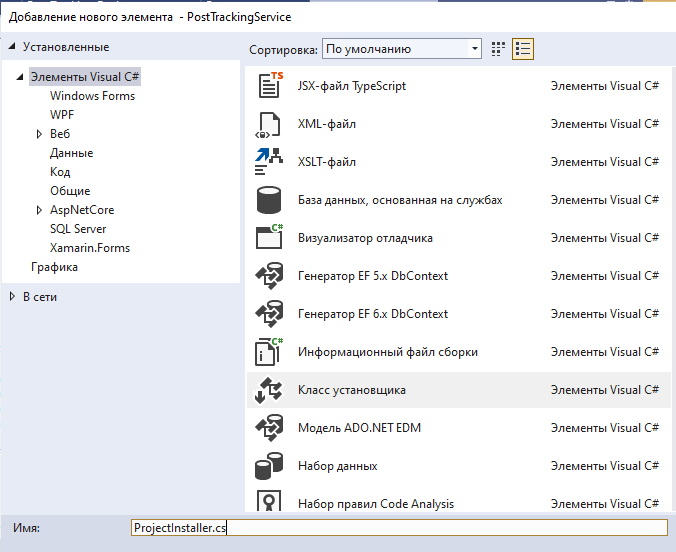 Добавление нового элемента - PostTrackingService
Установленные
Элементы Visual C#
Windows Forms
WPF
Веб
Данные
Код
Общие
AspNetCore
SQL Server
Xamarin.Forms
Графика
В сети
Сортировка: По умолчанию
TS JSX-файл TypeScript Элементы Visual C#
XML-файл Элементы Visual C#
XSLT-файл Элементы Visual C#
База данных, основанная на службах Элементы Visual C#
C# Визуализатор отладчика Элементы Visual C#
Генератор EF 5.x DbContext Элементы Visual C#
Генератор EF 6.x DbContext Элементы Visual C#
C# Информационный файл сборки Элементы Visual C#
Класс установщика Элементы Visual C#
Модель ADO.NET EDM Элементы Visual C#
Набор данных Элементы Visual C#
Набор правил Code Analysis Элементы Visual C#
Имя: ProjectInstaller.cs